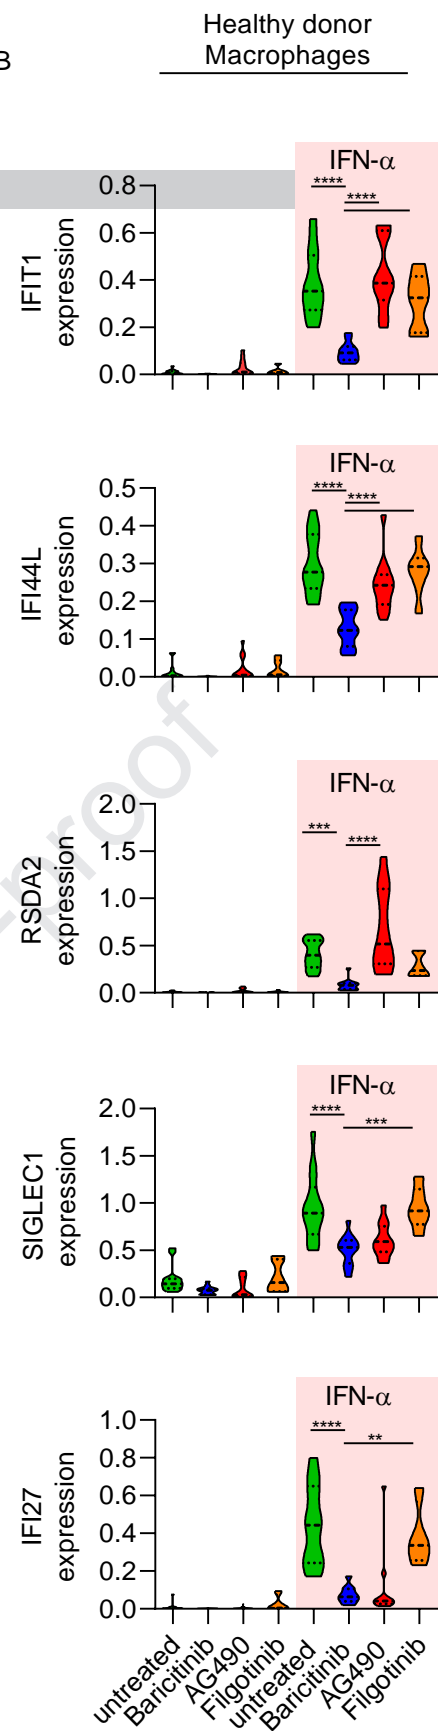 B
Healthy donor
Macrophages
IFN-α
**** ****
0.8
0.6
0.4
0.2
0.0
IFIT1
expression
IFN-α
**** ****
0.5
0.4
0.3
0.2
0.1
0.0
IFI44L
expression
proof
IFN-α
*** ****
2.0
1.5
1.0
0.5
0.0
RSDA2
expression
IFN-α
**** ***
2.0
1.5
1.0
0.5
0.0
SIGLEC1
expression
IFN-α
**** **
1.0
0.8
0.6
0.4
0.2
0.0
IFI27
expression
untreated
Baricitinib
AG490
Filgotinib
untreated
Baricitinib
AG490
Filgotinib